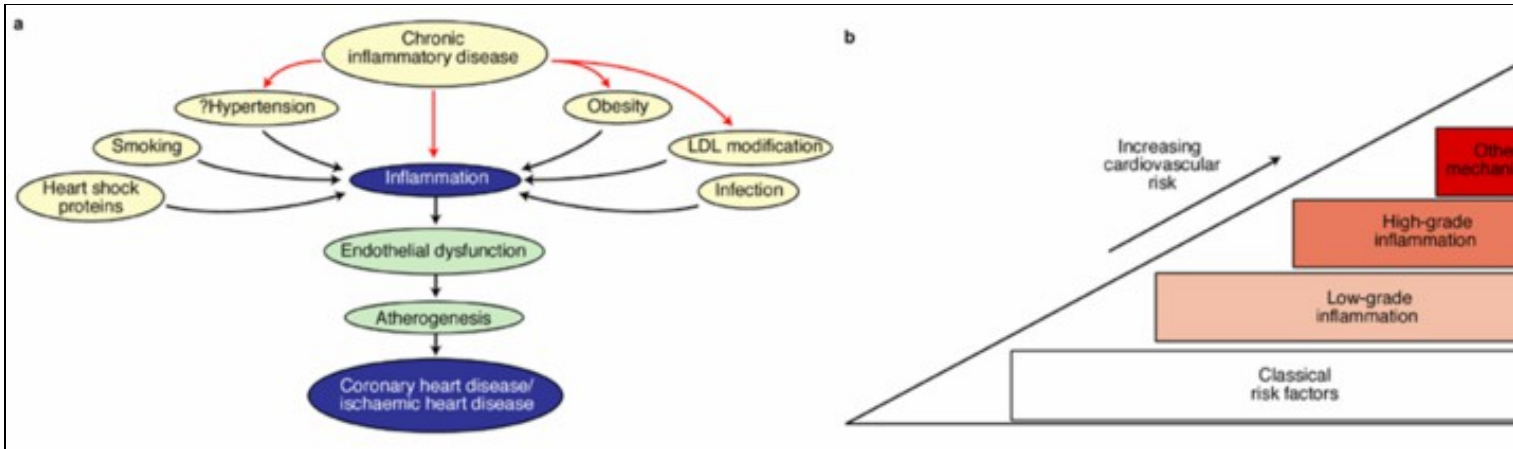 a
Chronic
inflammatory disease
?Hypertension
Obesity
Smoking
LDL modification
Inflammation
Heart shock
proteins
Infection
Endothelial dysfunction
Atherogenesis
Coronary heart disease/
ischaemic heart disease
b
Increasing
cardiovascular
risk
High-grade
inflammation
Low-grade
inflammation
Classical
risk factors